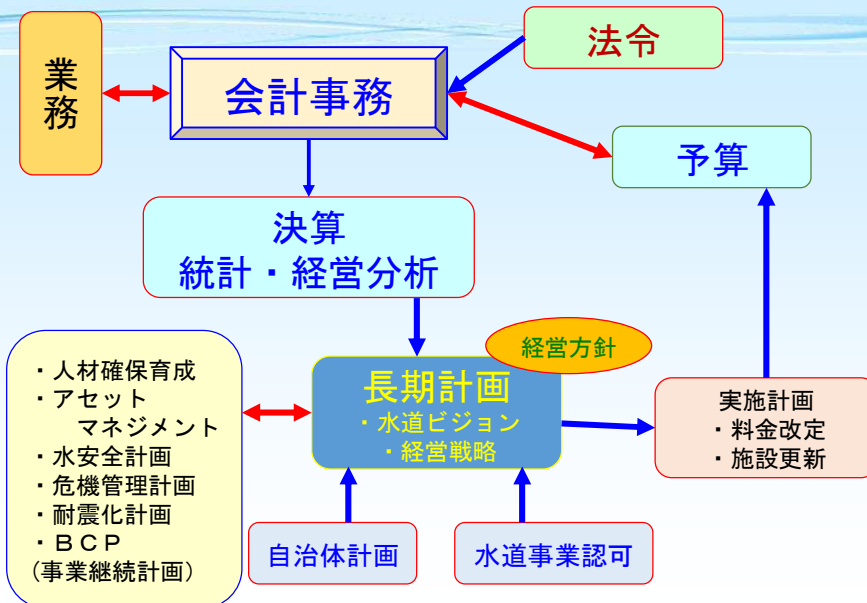 業務
会計事務
法令
予算
決算
統計・経営分析
経営方針
長期計画
・水道ビジョン
・経営戦略
・人材確保育成
・アセット
マネジメント
・水安全計画
・危機管理計画
・耐震化計画
・ＢＣＰ
(事業継続計画）
実施計画
・料金改定
・施設更新
自治体計画
水道事業認可